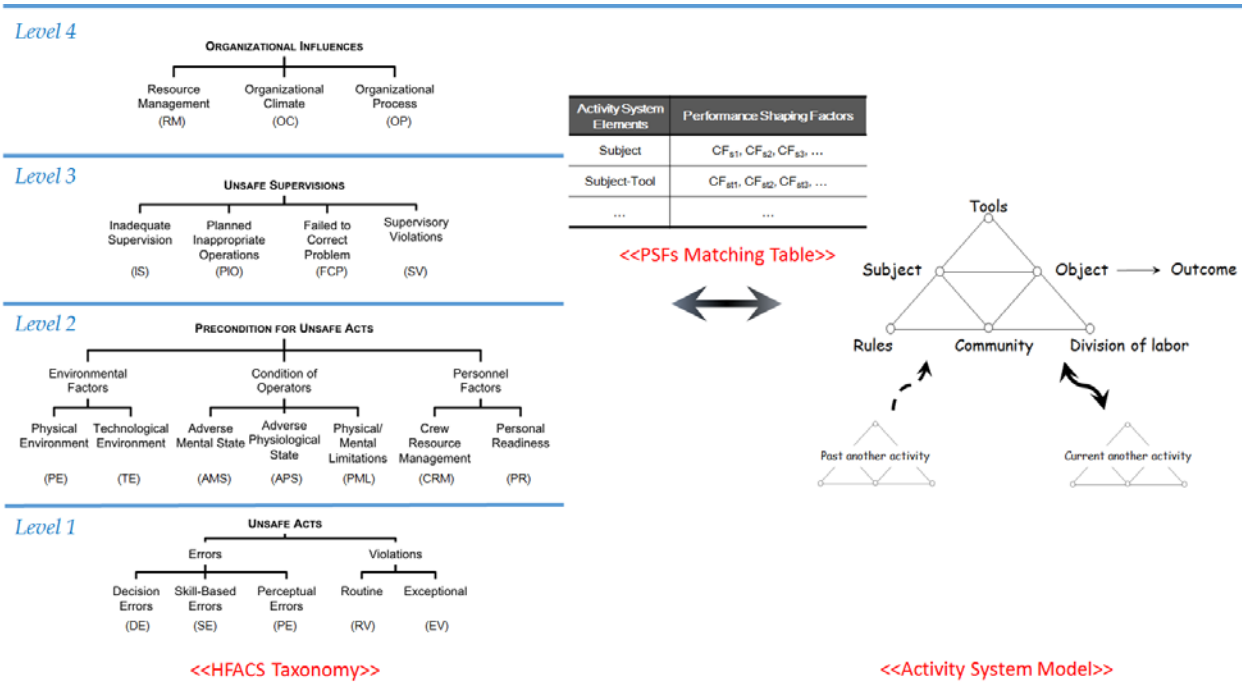 Level 4
ORGANIZATIONAL INFLUENCES
Resource Management (RM)
Organizational Climate (OC)
Organizational Process (OP)
Level 3
UNSAFE SUPERVISIONS
Inadequate Supervision (IS)
Planned Inappropriate Operations (PIO)
Failed to Correct Problem (FCP)
Supervisory Violations (SV)
Level 2
PRECONDITION FOR UNSAFE ACTS
Environmental Factors
Condition of Operators
Personnel Factors
Physical Environment (PE)
Technological Environment (TE)
Adverse Mental State (AMS)
Adverse Physiological State (APS)
Physical/ Mental Limitations (PML)
Crew Resource Management (CRM)
Personal Readiness (PR)
Level 1
UNSAFE ACTS
Errors
Violations
Decision Errors (DE)
Skill-Based Errors (SE)
Perceptual Errors (PE)
Routine (RV)
Exceptional (EV)
<<HFACS Taxonomy>>
Activity System Elements
Performance Shaping Factors
Subject
CFs1, CFs2, CFs3, ...
Subject-Tool
CFst1, CFst2, CFst3, ...
...
...
<<PSFs Matching Table>>
Tools
Subject
Object
Outcome
Rules
Community
Division of labor
Past another activity
Current another activity
<<Activity System Model>>